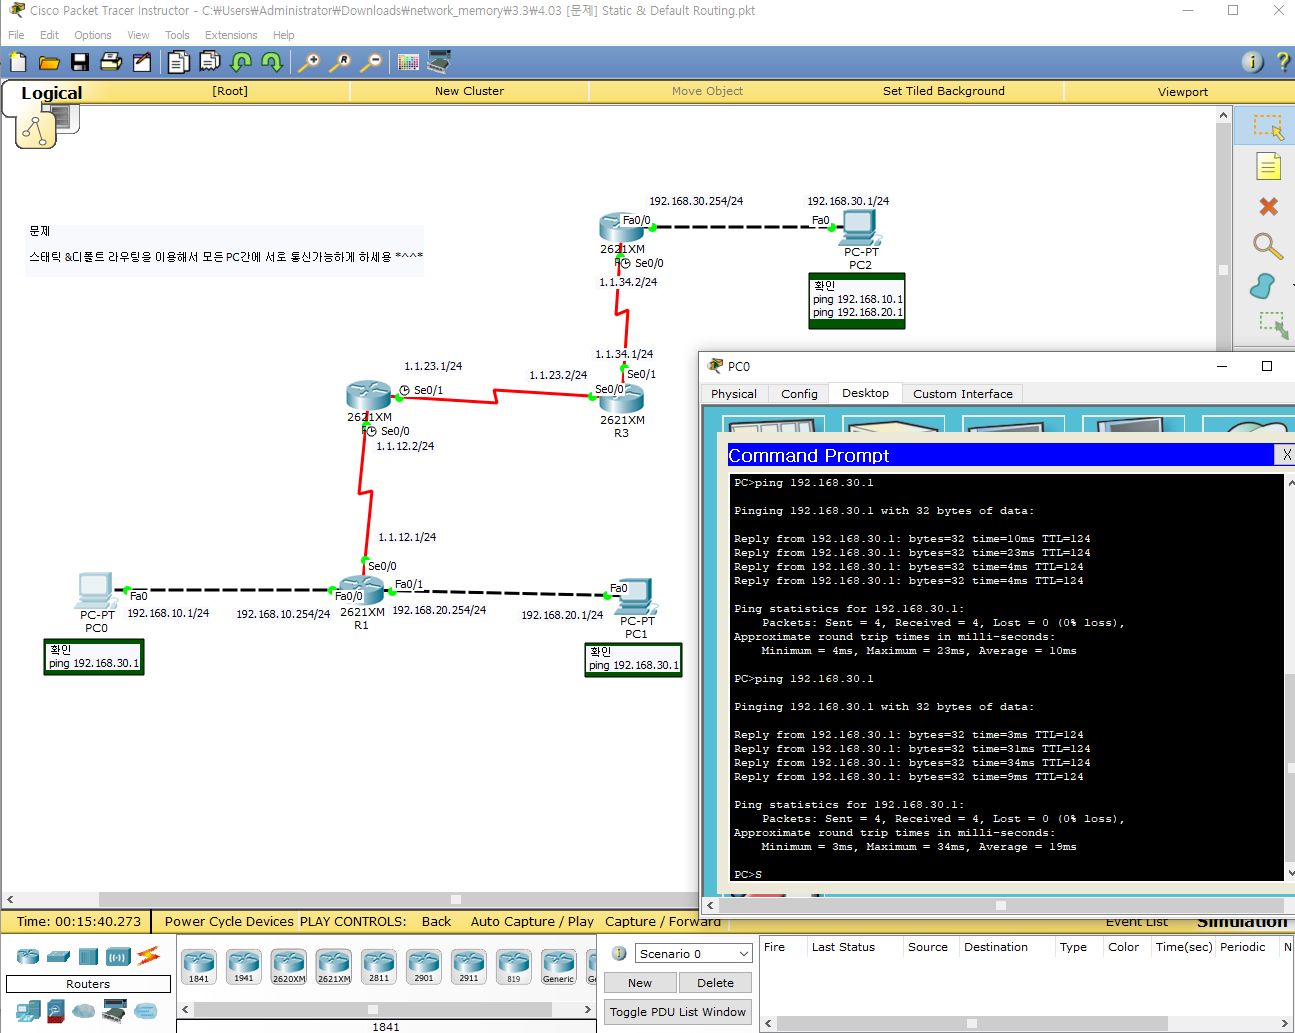 Cisco Packet Tracer Instructor - C:₩Users₩Administrator₩Downloads₩network_memory₩3.3₩4.03 [문제] Static & Default Routing.pkt
File Edit Options View Tools Extensions Help
Logical [Root] New Cluster Move Object Set Tiled Background Viewport
문제
스태틱 &디폴트 라우팅을 이용해서 모든 PC간에 서로 통신가능하게 하세용 *^^*
192.168.30.254/24
192.168.30.1/24
Fa0/0
Fa0
2621XM
PC-PT
PC2
Se0/0
1.1.34.2/24
확인
ping 192.168.10.1
ping 192.168.20.1
1.1.34.1/24
Se0/1
1.1.23.1/24
1.1.23.2/24
Se0/1
Se0/0
2621XM
2621XM
R3
Se0/0
1.1.12.2/24
1.1.12.1/24
Se0/0
Fa0
Fa0/0
Fa0/1
Fa0
192.168.10.1/24
192.168.10.254/24
192.168.20.254/24
192.168.20.1/24
PC-PT
PC0
2621XM
R1
PC-PT
PC1
확인
ping 192.168.30.1
확인
ping 192.168.30.1
PC0
Physical Config Desktop Custom Interface
Command Prompt X
PC>ping 192.168.30.1
Pinging 192.168.30.1 with 32 bytes of data:
Reply from 192.168.30.1: bytes=32 time=10ms TTL=124
Reply from 192.168.30.1: bytes=32 time=23ms TTL=124
Reply from 192.168.30.1: bytes=32 time=4ms TTL=124
Reply from 192.168.30.1: bytes=32 time=4ms TTL=124
Ping statistics for 192.168.30.1:
Packets: Sent = 4, Received = 4, Lost = 0 (0% loss),
Approximate round trip times in milli-seconds:
Minimum = 4ms, Maximum = 23ms, Average = 10ms
PC>ping 192.168.30.1
Pinging 192.168.30.1 with 32 bytes of data:
Reply from 192.168.30.1: bytes=32 time=3ms TTL=124
Reply from 192.168.30.1: bytes=32 time=31ms TTL=124
Reply from 192.168.30.1: bytes=32 time=34ms TTL=124
Reply from 192.168.30.1: bytes=32 time=9ms TTL=124
Ping statistics for 192.168.30.1:
Packets: Sent = 4, Received = 4, Lost = 0 (0% loss),
Approximate round trip times in milli-seconds:
Minimum = 3ms, Maximum = 34ms, Average = 19ms
PC>S
Time: 00:15:40.273 Power Cycle Devices PLAY CONTROLS: Back Auto Capture / Play Capture / Forward Event List Simulation
Routers
1841 1941 2620XM 2621XM 2811 2901 2911 819 Generic Ge
1841
Scenario 0
New Delete
Toggle PDU List Window
Fire Last Status Source Destination Type Color Time(sec) Periodic N